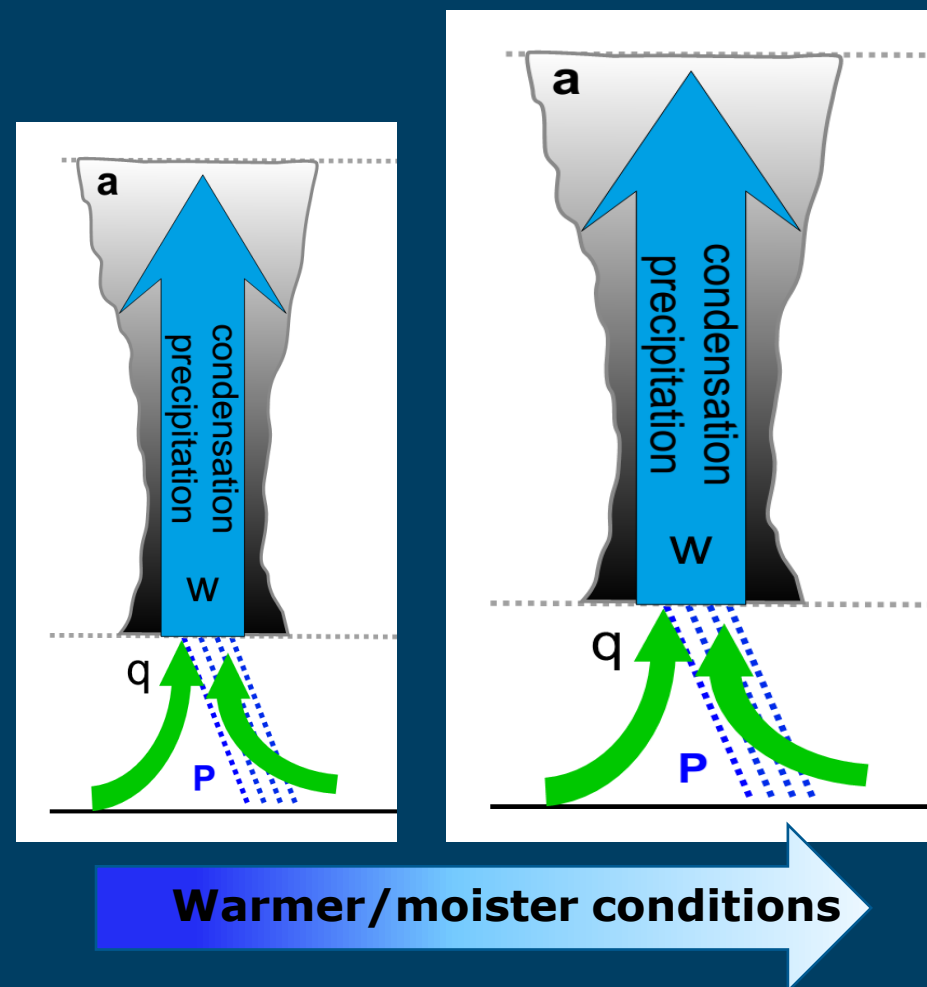 a
condensation
precipitation
w
q
P
a
condensation
precipitation
w
q
P
Warmer/moister conditions